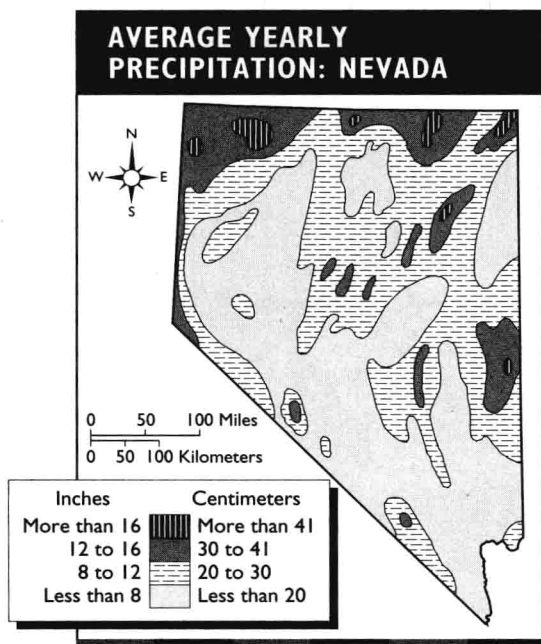 AVERAGE YEARLY
PRECIPITATION: NEVADA
N
W E
S
0 50 100 Miles
0 50 100 Kilometers
Inches Centimeters
More than 16 More than 41
12 to 16 30 to 41
8 to 12 20 to 30
Less than 8 Less than 20